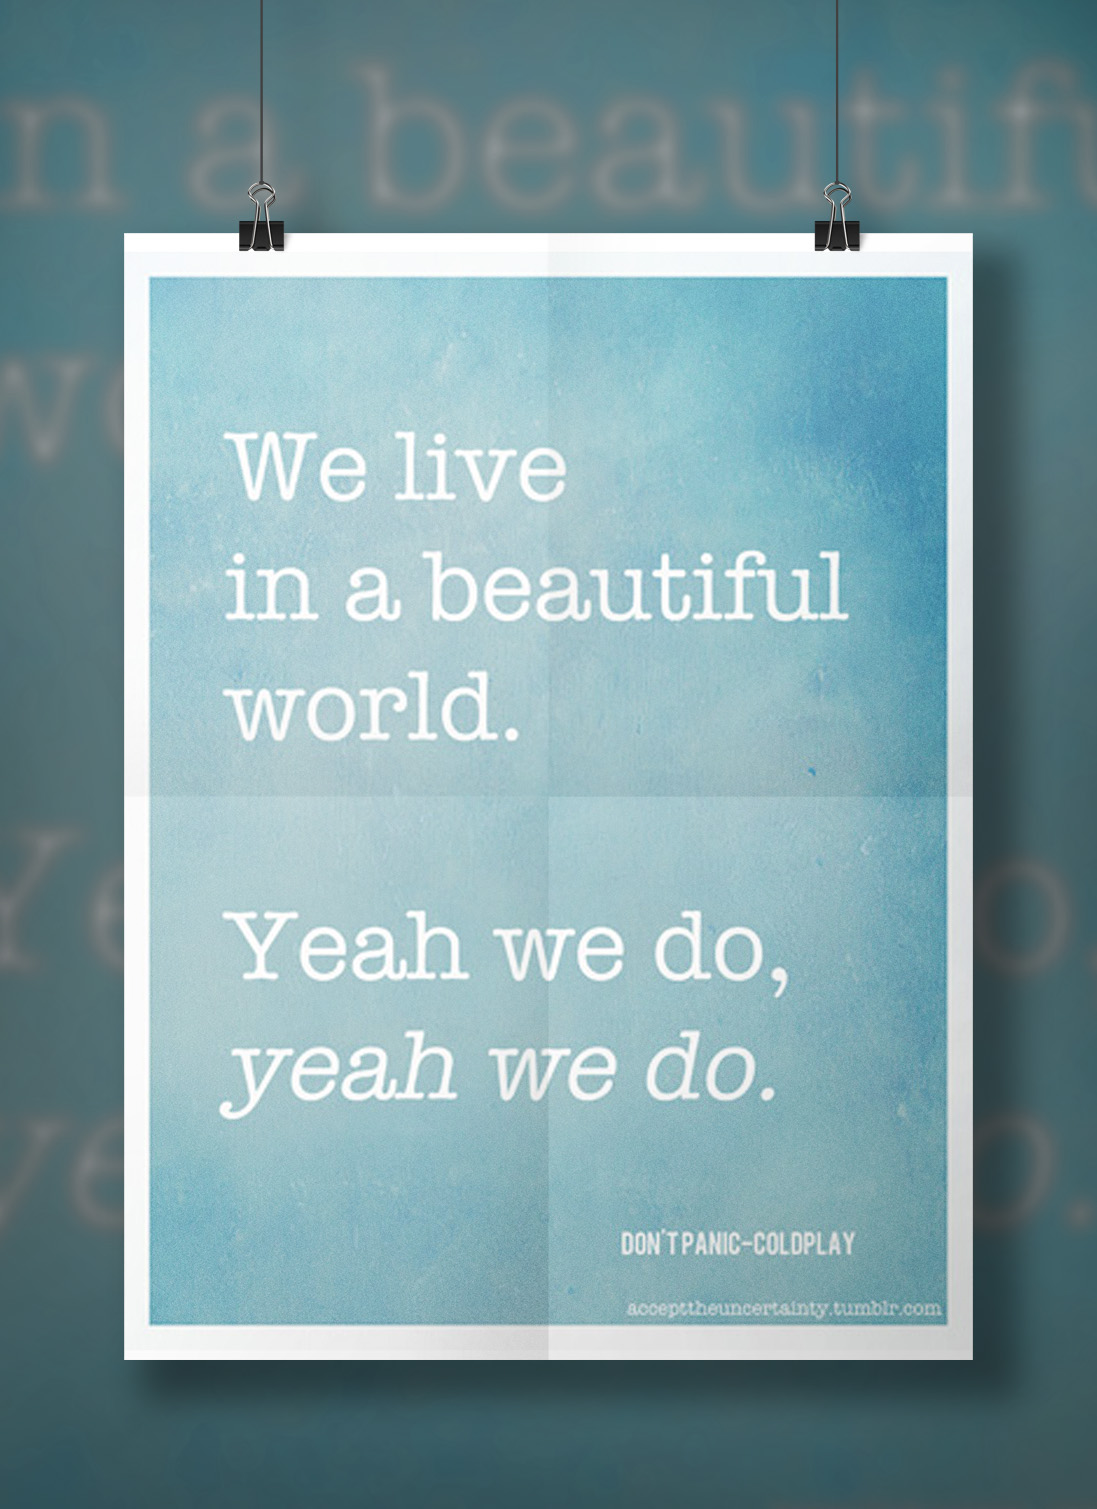 We live
in a beautiful
world.
Yeah we do,
yeah we do.
DON'T PANIC-COLDPLAY
accepttheuncertainty.tumblr.com